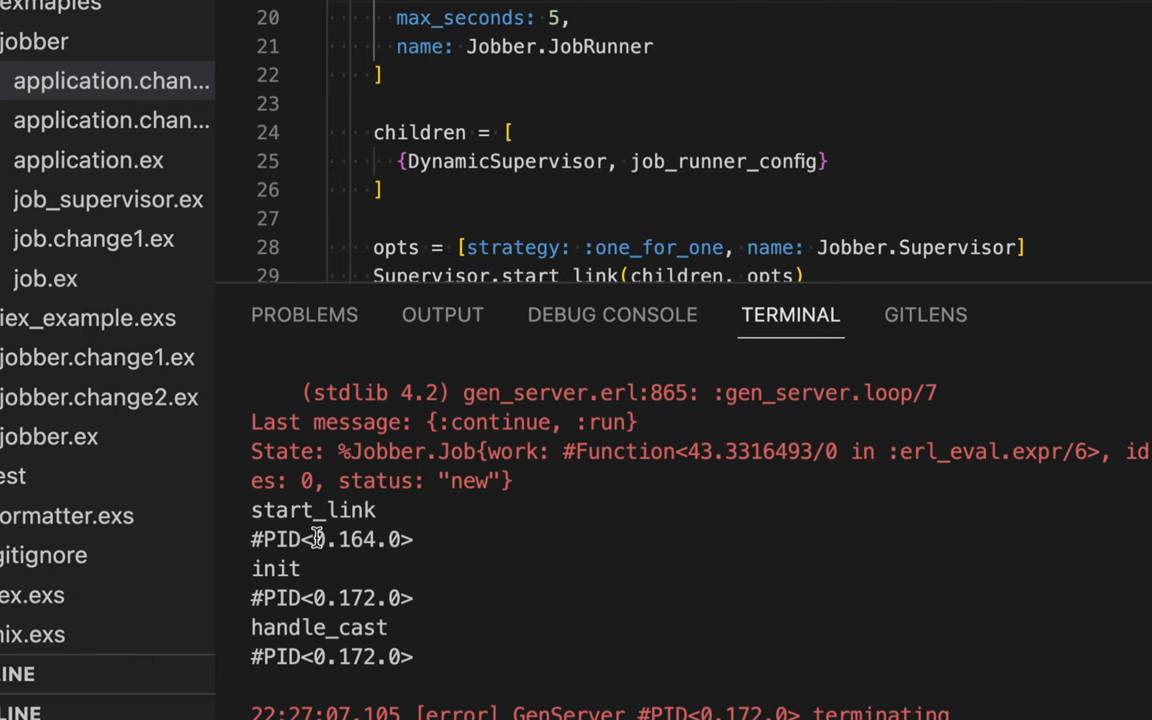 exmaples
jobber
application.chan...
application.chan...
application.ex
job_supervisor.ex
job.change1.ex
job.ex
iex_example.exs
jobber.change1.ex
jobber.change2.ex
jobber.ex
est
ormatter.exs
gitignore
ex.exs
nix.exs
LINE
LINE
20 max_seconds: 5,
21 name: Jobber.JobRunner
22 ]
23
24 children = [
25 {DynamicSupervisor, job_runner_config}
26 ]
27
28 opts = [strategy: :one_for_one, name: Jobber.Supervisor]
29 Supervisor.start_link(children, opts)
PROBLEMS OUTPUT DEBUG CONSOLE TERMINAL GITLENS
(stdlib 4.2) gen_server.erl:865: :gen_server.loop/7
Last message: {:continue, :run}
State: %Jobber.Job{work: #Function<43.3316493/0 in :erl_eval.expr/6>, id
es: 0, status: "new"}
start_link
#PID<0.164.0>
init
#PID<0.172.0>
handle_cast
#PID<0.172.0>
22:27:07.105 [error] GenServer #PID<0.172.0> terminating